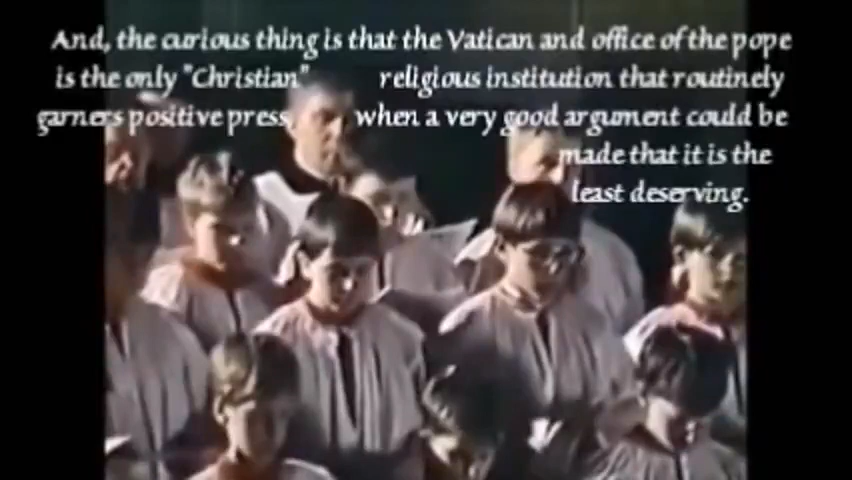 And, the curious thing is that the Vatican and office of the pope
is the only "Christian" religious institution that routinely
garners positive press when a very good argument could be
made that it is the
least deserving.